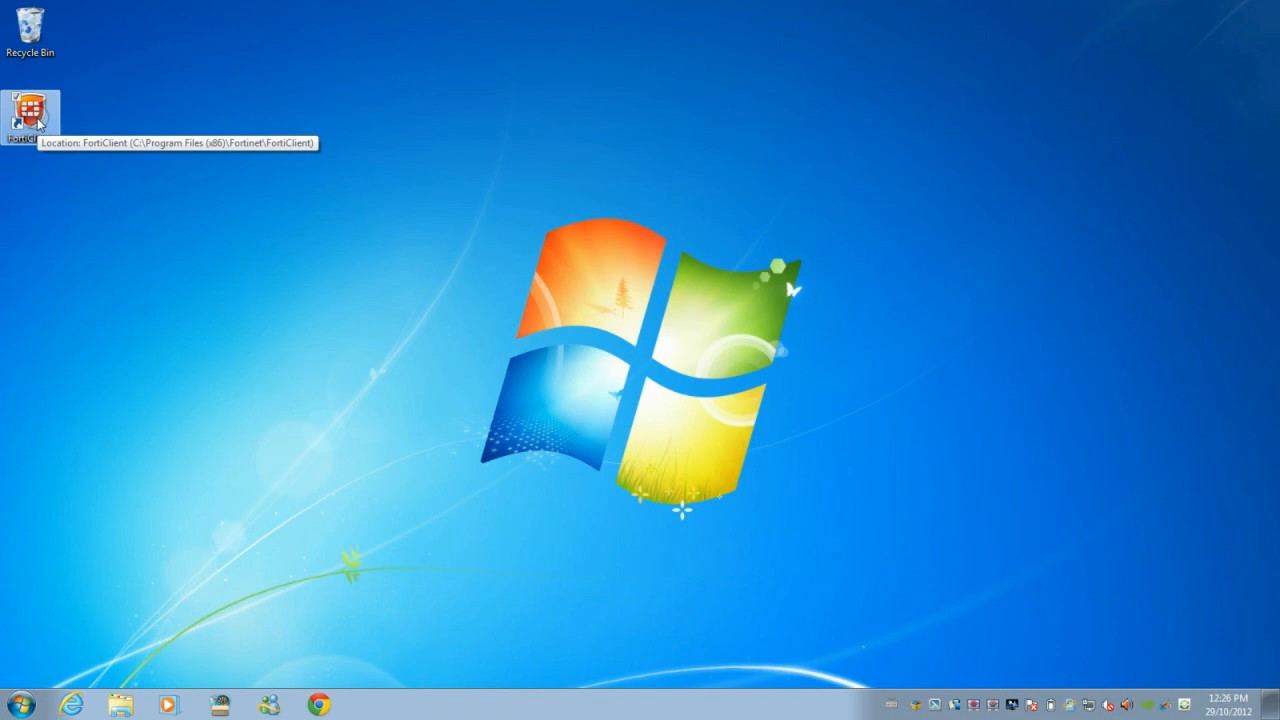 Recycle Bin
Location: FortiClient (C:\Program Files (x86)\Fortinet\FortiClient)
12:26 PM
29/10/2012